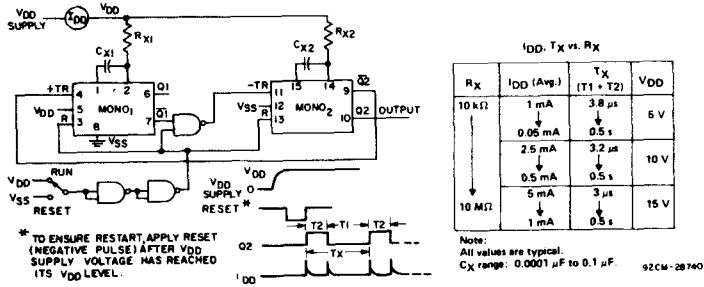 VDD SUPPLY
IDD
VDD
RX1
RX2
CX1
CX2
+TR
4 1 2 6 Q1
VDD 5 MONO1
R 3 8 7 Q̅1
VSS
-TR
15 14 Q̅2
11 9
VSS 12 MONO2
R 13 10 Q2 OUTPUT
VDD RUN
VSS
RESET
* TO ENSURE RESTART, APPLY RESET
(NEGATIVE PULSE) AFTER VDD
SUPPLY VOLTAGE HAS REACHED
ITS VDD LEVEL.
VDD
VDD SUPPLY 0
RESET *
T2 T1 T2
Q2
TX
IDD
IDD, TX vs. RX
RX IDD (Avg.) TX (T1 + T2) VDD
10 kΩ 1 mA 3.8 μs 5 V
0.05 mA 0.5 s
2.5 mA 3.2 μs 10 V
0.5 mA 0.5 s
5 mA 3 μs 15 V
10 MΩ 1 mA 0.5 s
Note:
All values are typical.
CX range: 0.0001 μF to 0.1 μF.
92CM-28740